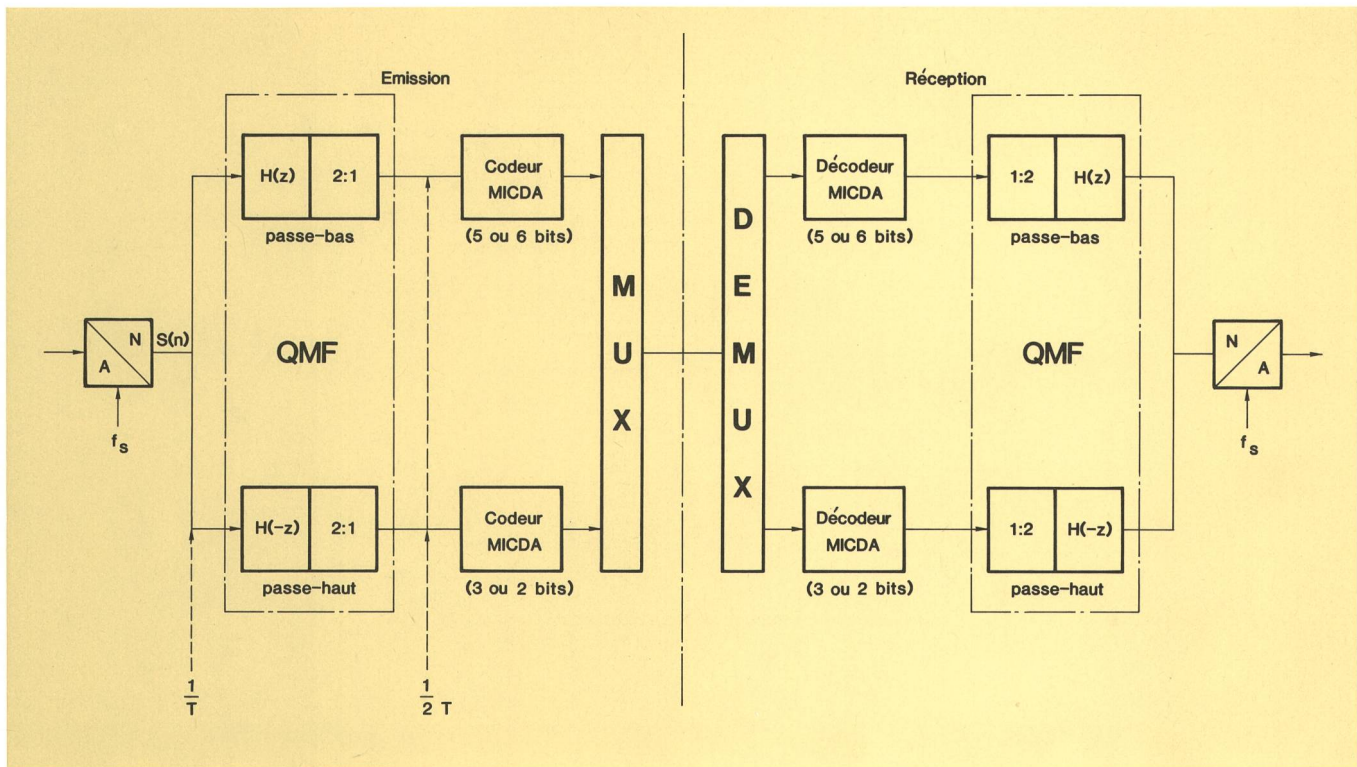 Emission
H(z) 2:1
passe-bas
Codeur
MICDA
(5 ou 6 bits)
A N
S(n)
f s
QMF
H(-z) 2:1
passe-haut
Codeur
MICDA
(3 ou 2 bits)
1
T
1
2 T
M
U
X
Réception
D
E
M
U
X
Décodeur
MICDA
(5 ou 6 bits)
1:2 H(z)
passe-bas
QMF
Décodeur
MICDA
(3 ou 2 bits)
1:2 H(-z)
passe-haut
N A
f s